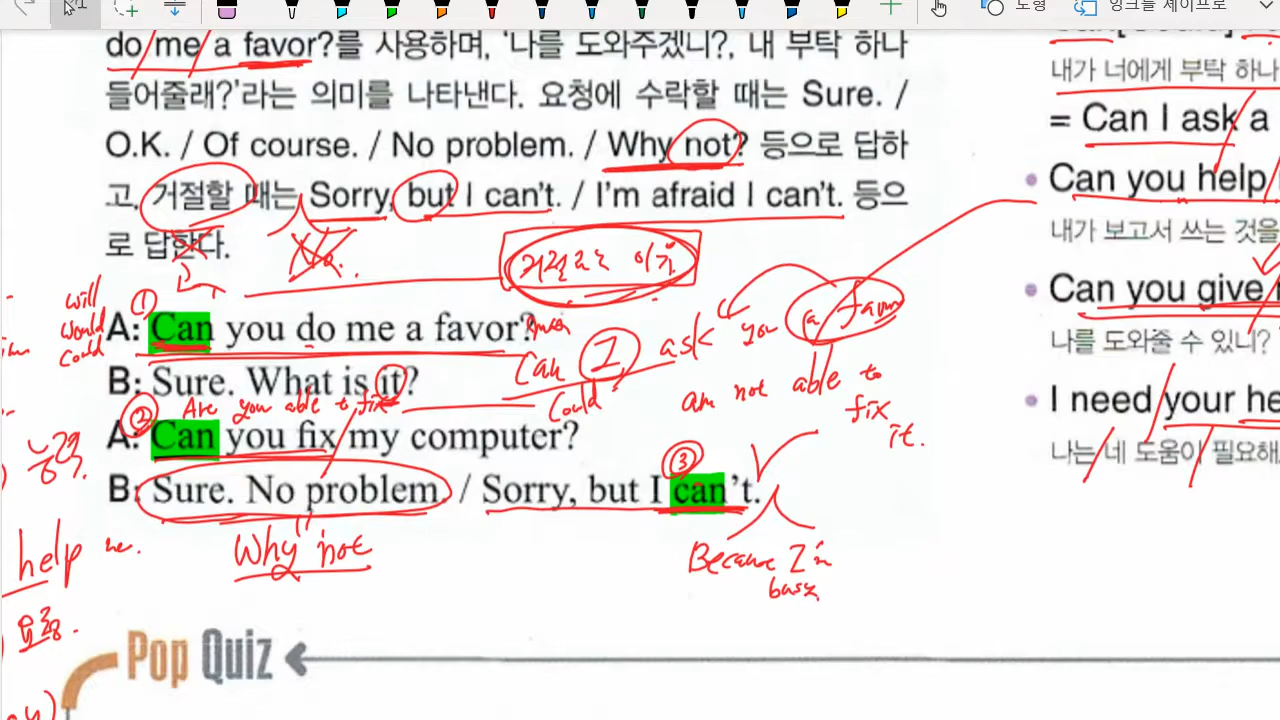 도형
잉크를 셰이프로
do me a favor?를 사용하며, ‘나를 도와주겠니?, 내 부탁 하나
들어줄래?’라는 의미를 나타낸다. 요청에 수락할 때는 Sure. /
O.K. / Of course. / No problem. / Why not? 등으로 답하
고, 거절할 때는 Sorry, but I can't. / I'm afraid I can't. 등으
로 답한다.
No.
거절하는 이유
will
would
could
①
A: Can you do me a favor?
Can I ask you a favor
could
B: Sure. What is it?
Are you able to fix
am not able to
fix
it.
②
A: Can you fix my computer?
능력
③
B: Sure. No problem. / Sorry, but I can't.
Why not
Because I'm
busy
help me.
요청.
Pop Quiz
내가 너에게 부탁 하나
= Can I ask a
Can you help
내가 보고서 쓰는 것을
Can you give
나를 도와줄 수 있니?
I need your he
나는 네 도움이 필요해